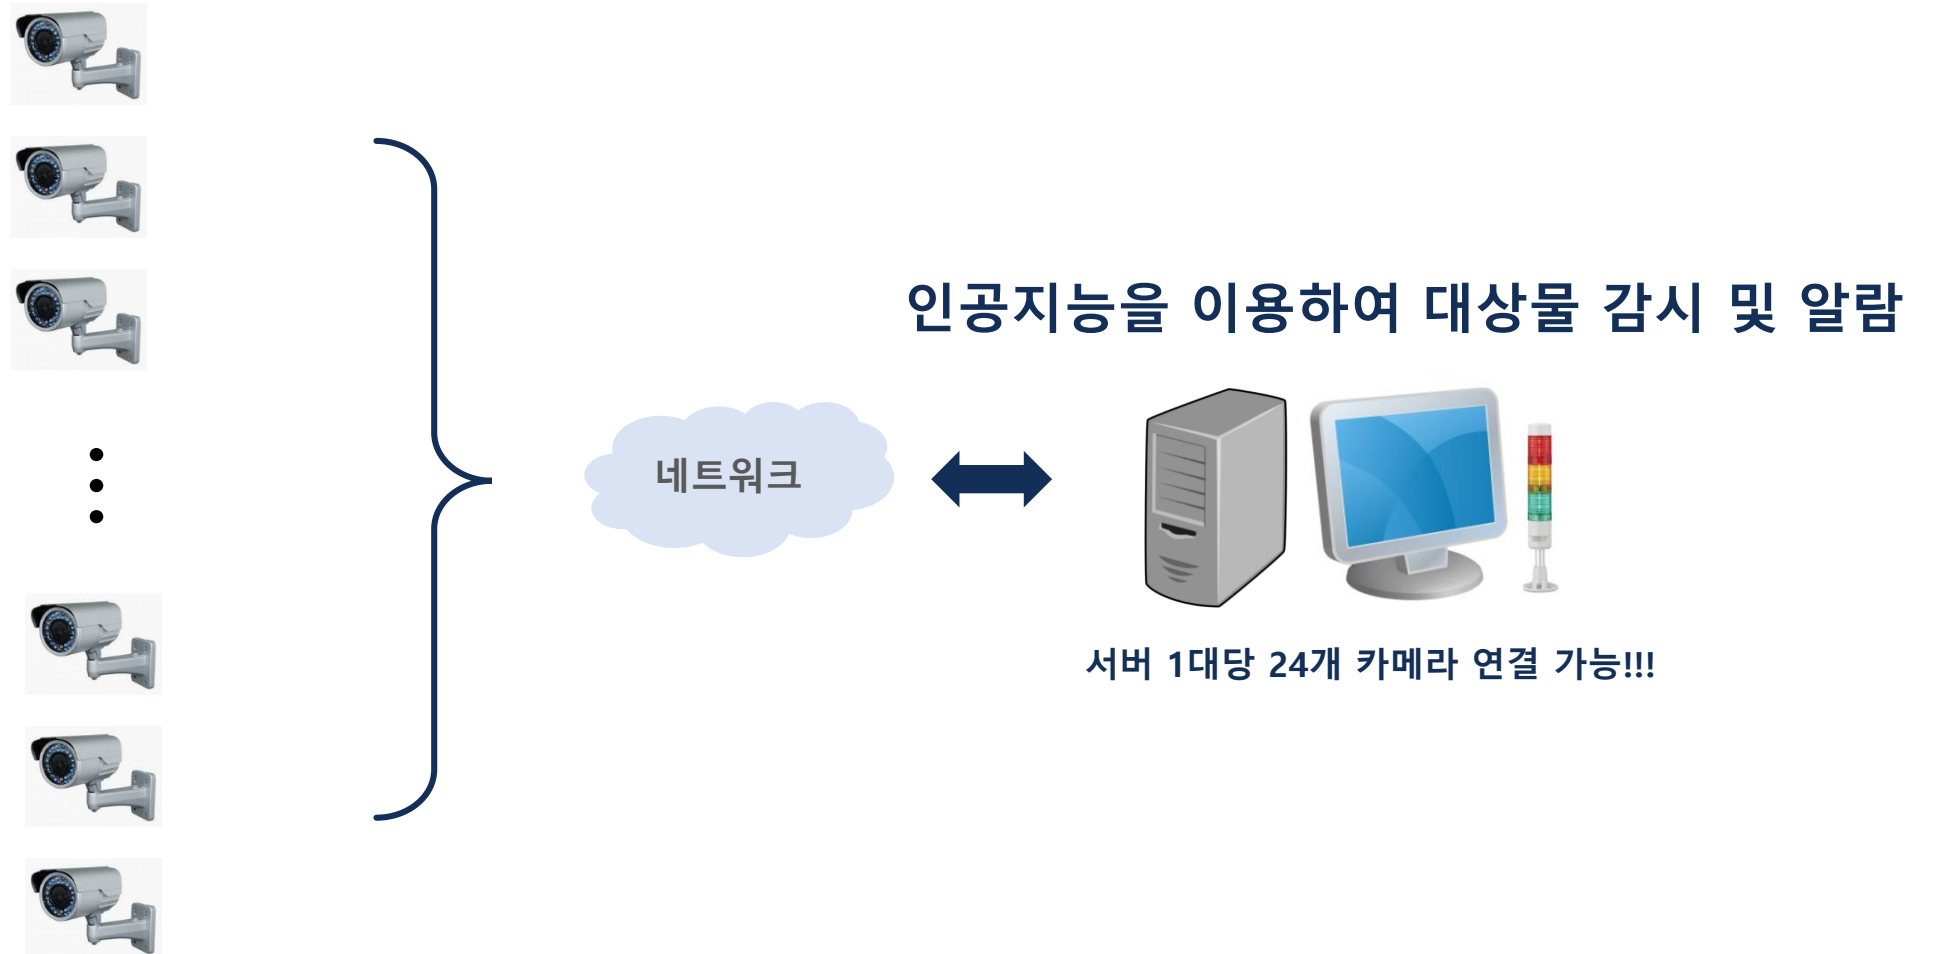 인공지능을 이용하여 대상물 감시 및 알람
네트워크
서버 1대당 24개 카메라 연결 가능!!!